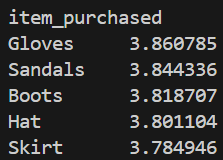 item_purchased
Gloves     3.860785
Sandals    3.844336
Boots      3.818707
Hat        3.801104
Skirt      3.784946